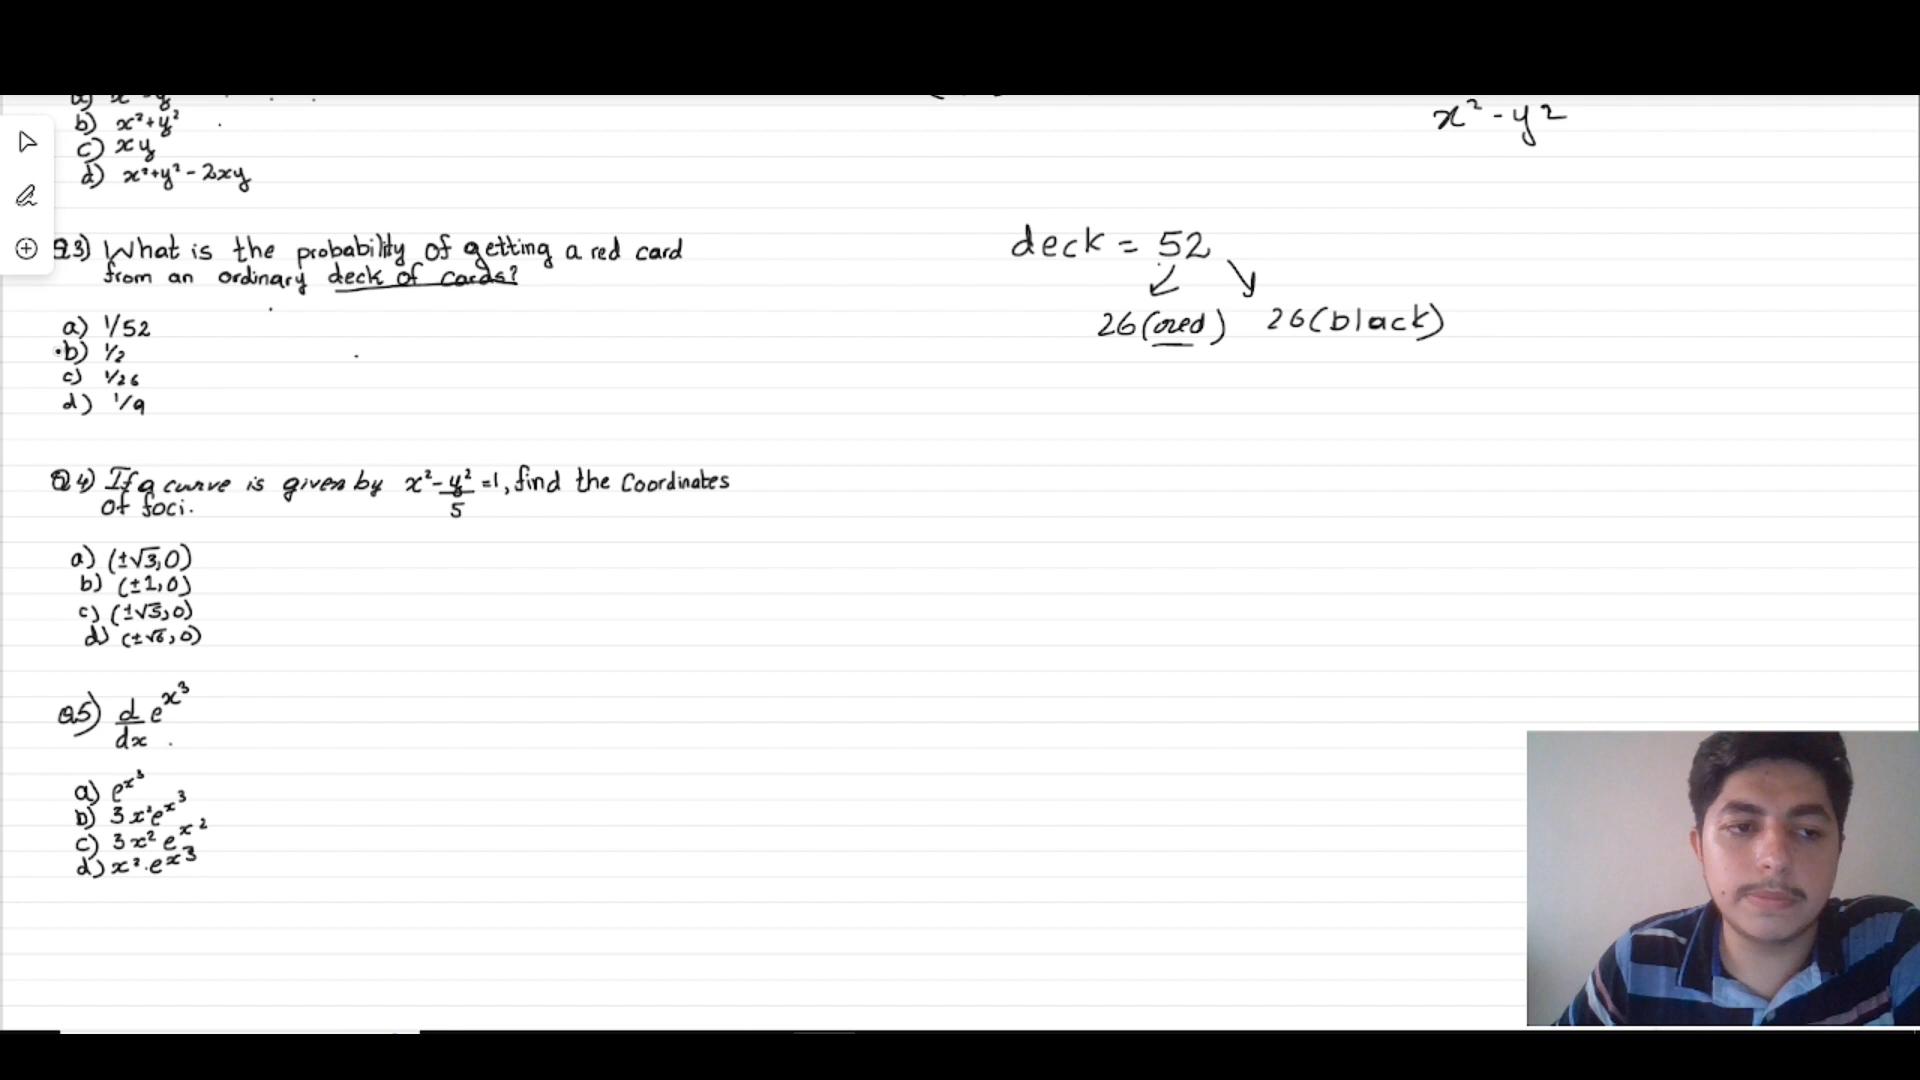 b) x²+y²
c) xy
d) x²+y²-2xy
x²-y²
Q3) What is the probability of getting a red card
from an ordinary deck of cards?
deck = 52
26(red) 26(black)
a) 1/52
b) 1/2
c) 1/26
d) 1/9
Q4) If a curve is given by x²-y²/5=1, find the Coordinates
of foci.
a) (±√3,0)
b) (±1,0)
c) (±√5,0)
d) (±√6,0)
Q5) d/dx e^x³
a) e^x³
b) 3x²e^x³
c) 3x² e^x²
d) x².e^x³